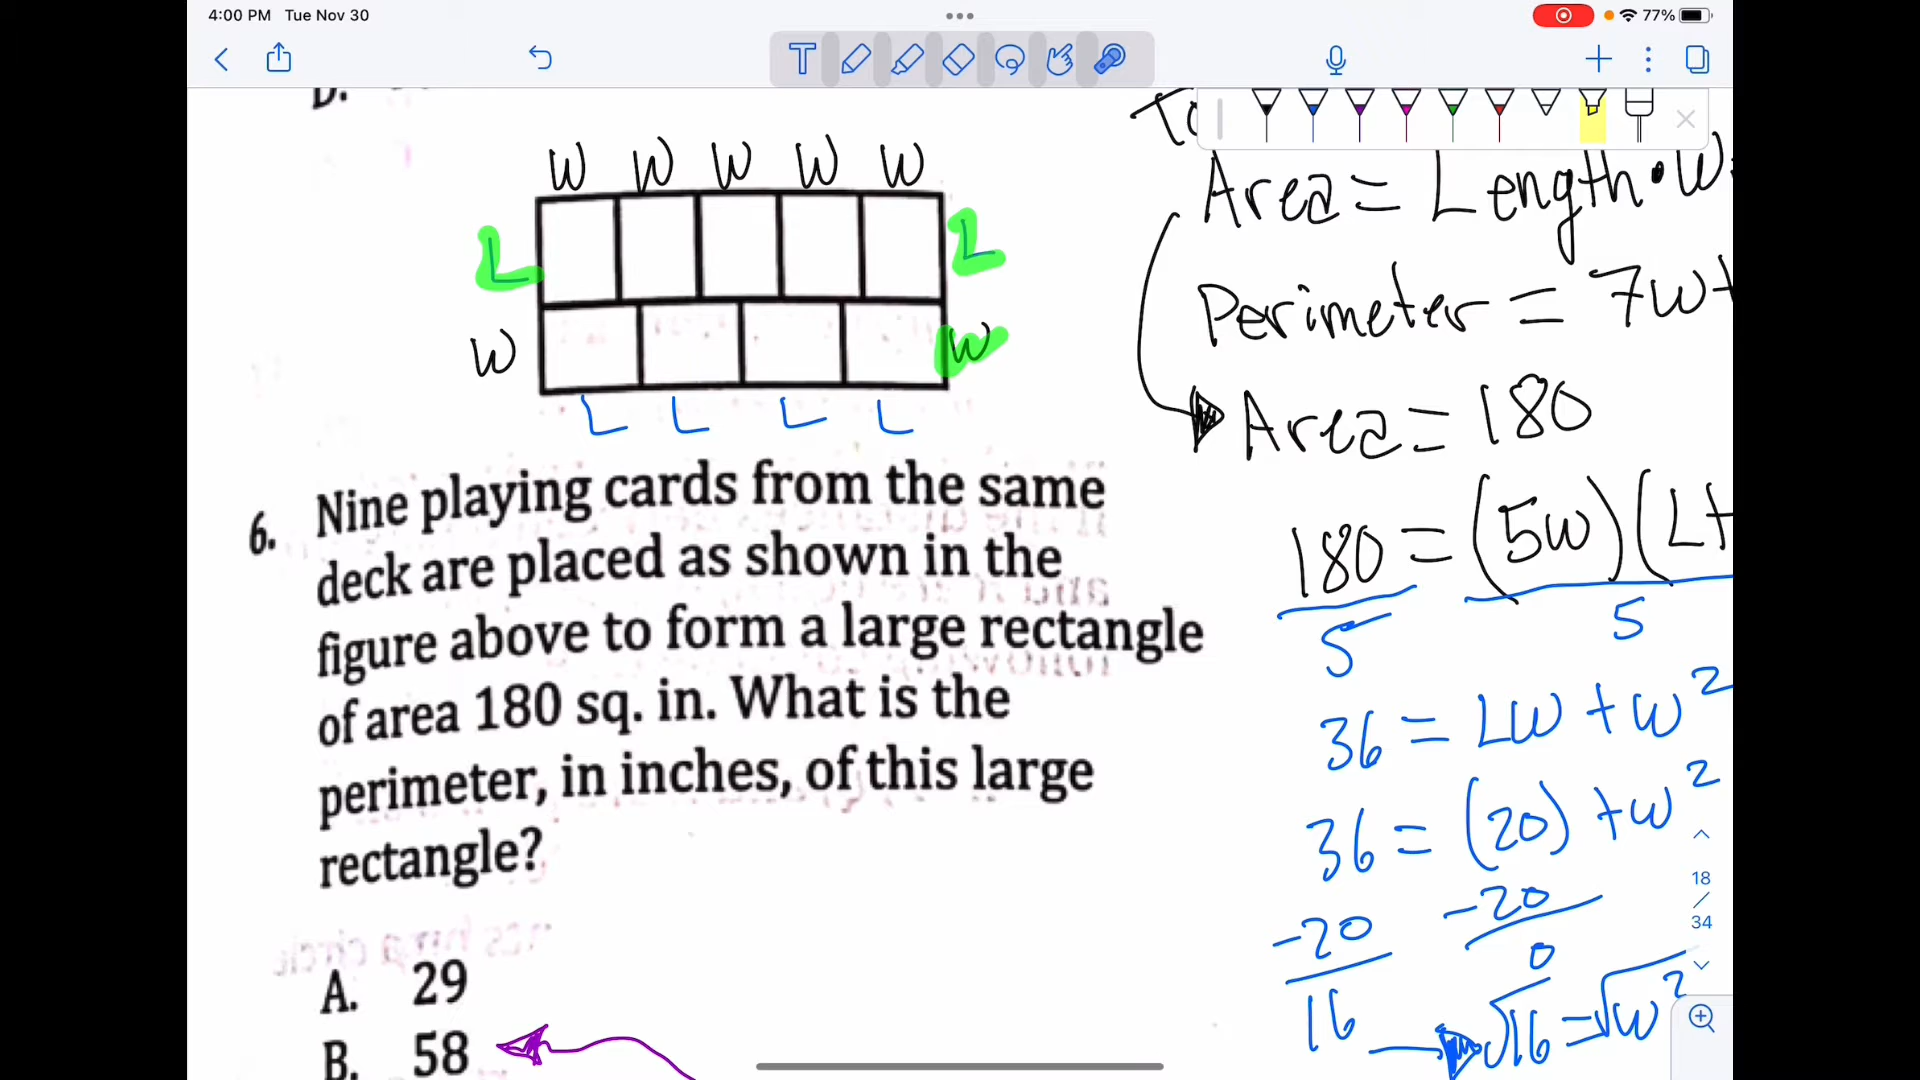 4:00 PM Tue Nov 30
77%
T
D.
W W W W W
L L
W W
L L L L
6. Nine playing cards from the same
deck are placed as shown in the
figure above to form a large rectangle
of area 180 sq. in. What is the
perimeter, in inches, of this large
rectangle?
A. 29
B. 58
Area = Length · W
Perimeter = 7W+
Area = 180
180 = (5W)(L+
5 5
36 = LW + W²
36 = (20) + W²
-20 -20
16 0
√16 = √W²
18
/
34